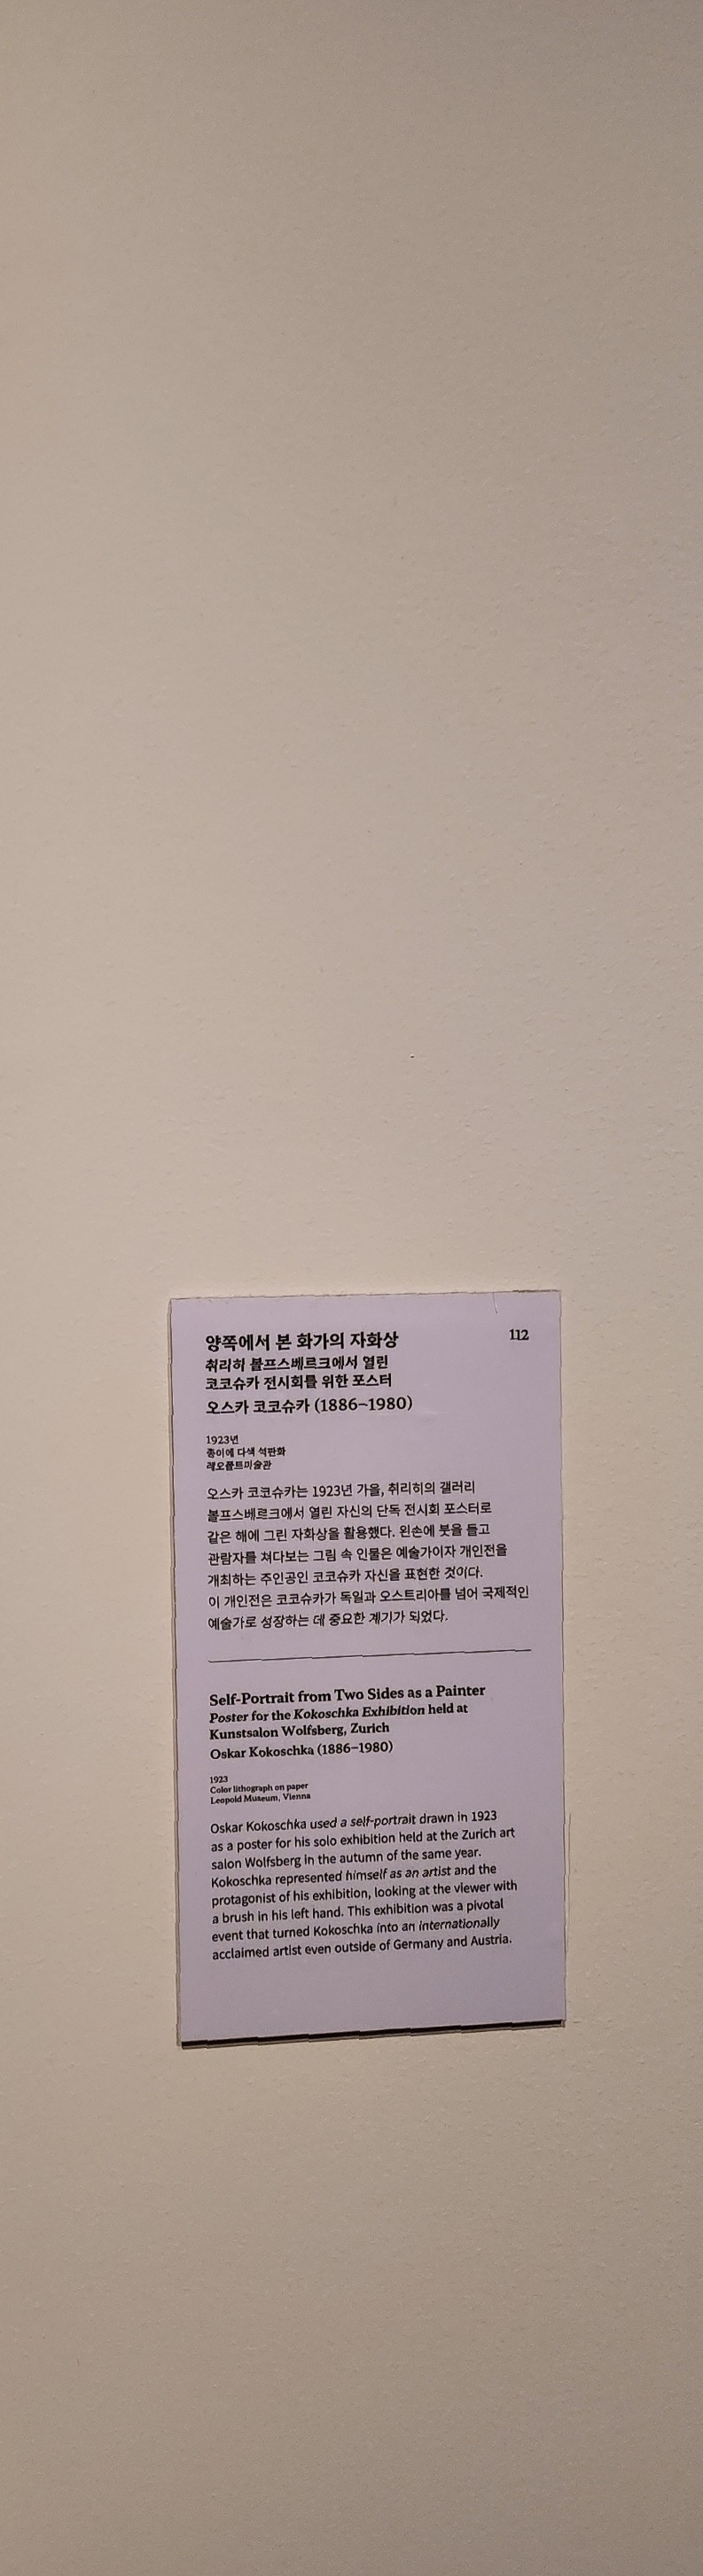 양쪽에서 본 화가의 자화상 112
취리히 볼프스베르크에서 열린
코코슈카 전시회를 위한 포스터
오스카 코코슈카 (1886–1980)
1923년
종이에 다색 석판화
레오폴트미술관
오스카 코코슈카는 1923년 가을, 취리히의 갤러리
볼프스베르크에서 열린 자신의 단독 전시회 포스터로
같은 해에 그린 자화상을 활용했다. 왼손에 붓을 들고
관람자를 쳐다보는 그림 속 인물은 예술가이자 개인전을
개최하는 주인공인 코코슈카 자신을 표현한 것이다.
이 개인전은 코코슈카가 독일과 오스트리아를 넘어 국제적인
예술가로 성장하는 데 중요한 계기가 되었다.
Self-Portrait from Two Sides as a Painter
Poster for the Kokoschka Exhibition held at
Kunstsalon Wolfsberg, Zurich
Oskar Kokoschka (1886–1980)
1923
Color lithograph on paper
Leopold Museum, Vienna
Oskar Kokoschka used a self-portrait drawn in 1923
as a poster for his solo exhibition held at the Zurich art
salon Wolfsberg in the autumn of the same year.
Kokoschka represented himself as an artist and the
protagonist of his exhibition, looking at the viewer with
a brush in his left hand. This exhibition was a pivotal
event that turned Kokoschka into an internationally
acclaimed artist even outside of Germany and Austria.